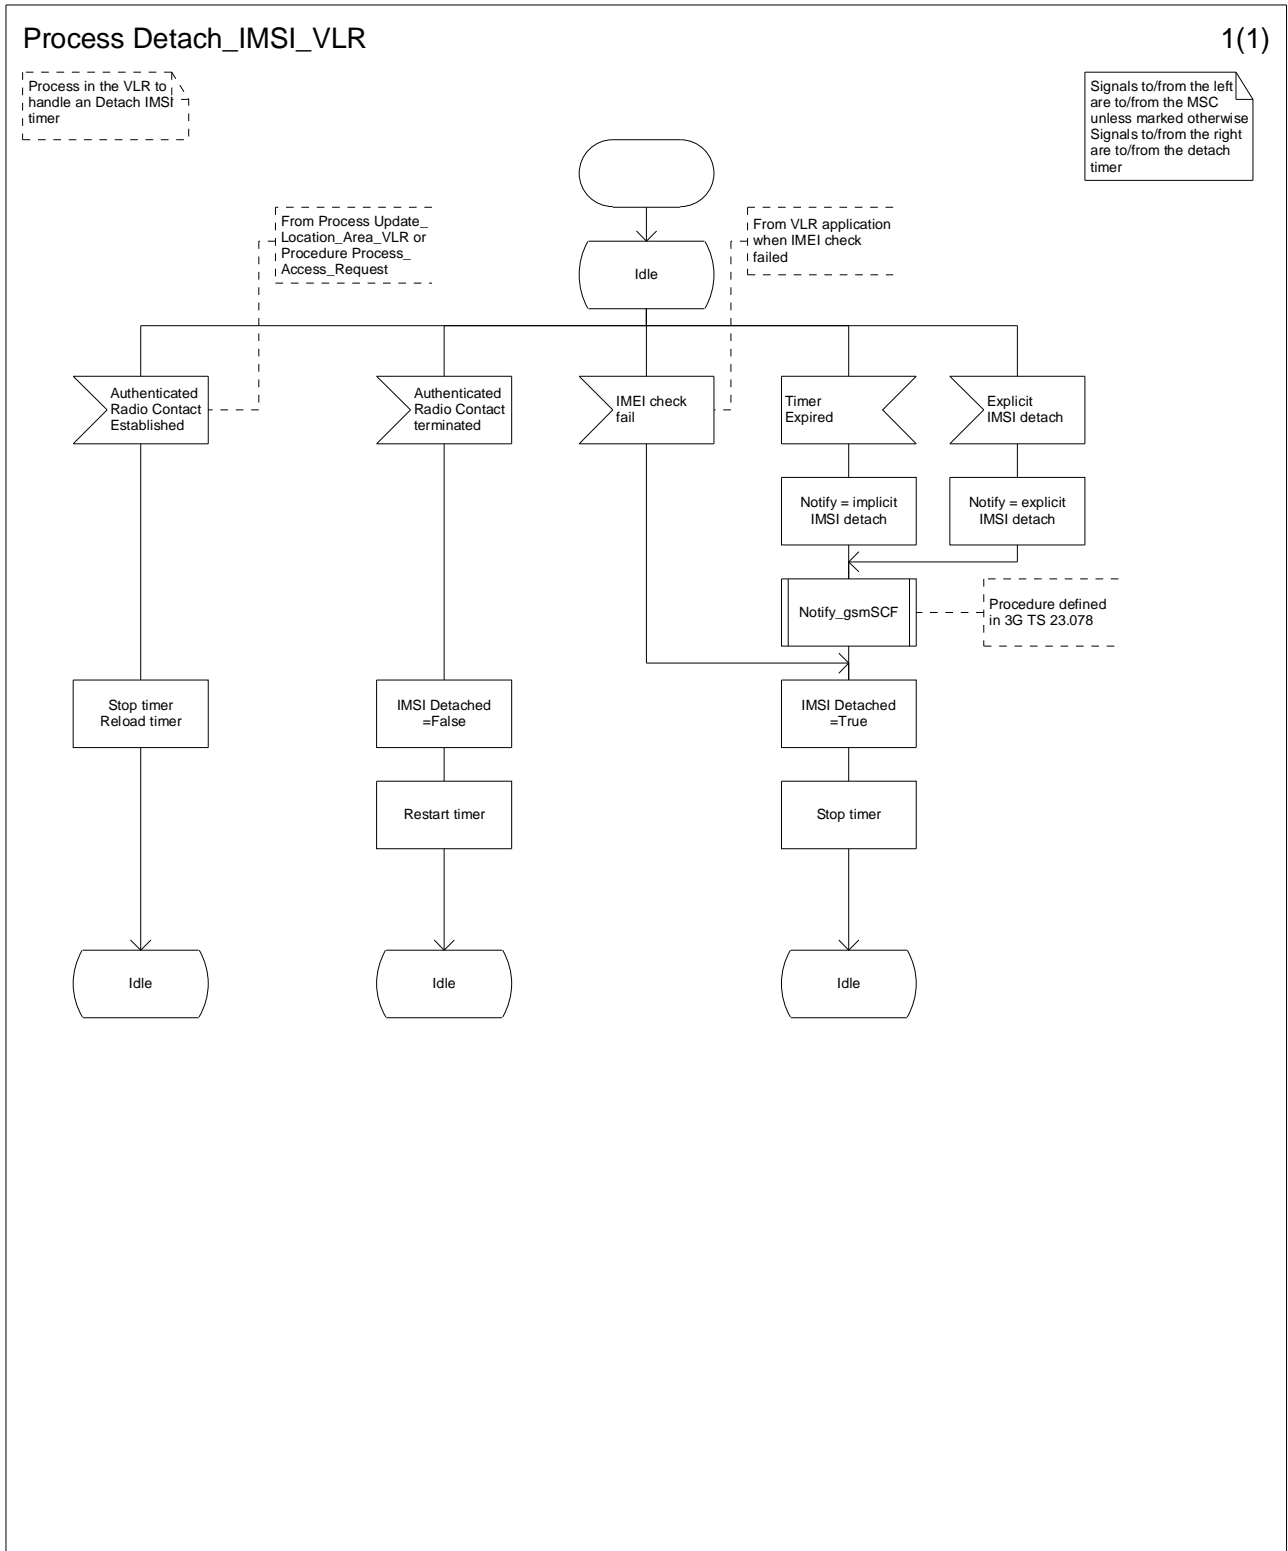 Process Detach_IMSI_VLR
1(1)
Process in the VLR to
handle an Detach IMSI
timer
Signals to/from the left
are to/from the MSC
unless marked otherwise
Signals to/from the right
are to/from the detach
timer
From Process Update_
Location_Area_VLR or
Procedure Process_
Access_Request
From VLR application
when IMEI check
failed
Idle
Authenticated
Radio Contact
Established
Authenticated
Radio Contact
terminated
IMEI check
fail
Timer
Expired
Explicit
IMSI detach
Notify = implicit
IMSI detach
Notify = explicit
IMSI detach
Notify_gsmSCF
Procedure defined
in 3G TS 23.078
Stop timer
Reload timer
IMSI Detached
=False
IMSI Detached
=True
Restart timer
Stop timer
Idle
Idle
Idle